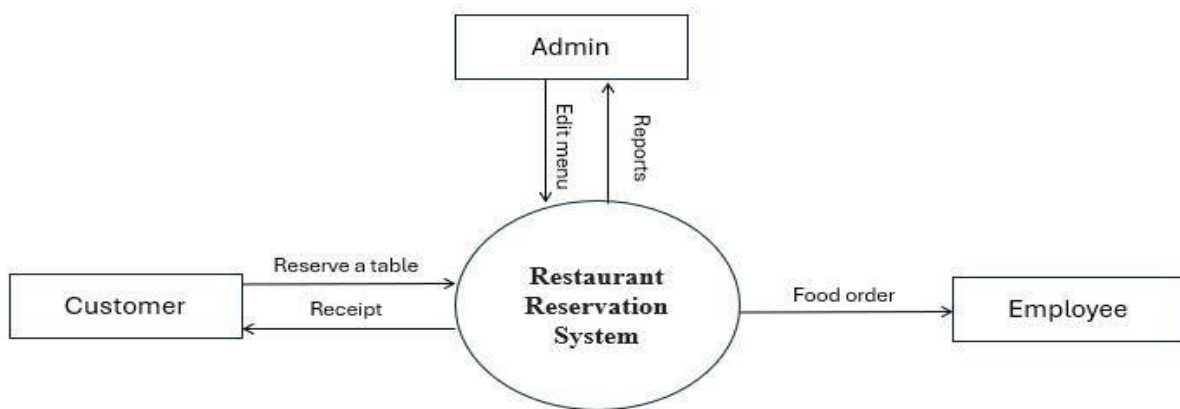 Admin
Edit menu
Reports
Reserve a table
Receipt
Customer
Restaurant
Reservation
System
Food order
Employee